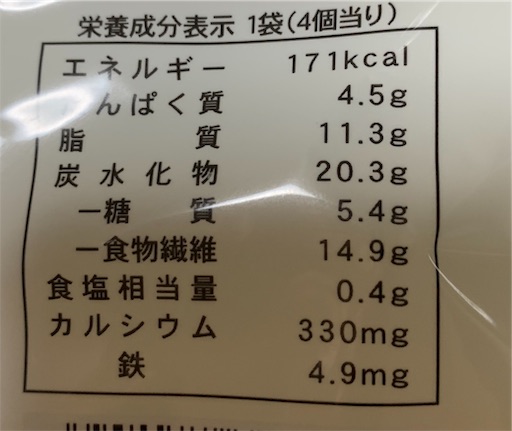 栄養成分表示 1袋(4個当り)
エネルギー 171kcal
んぱく質 4.5g
脂質 11.3g
炭水化物 20.3g
ー糖質 5.4g
ー食物繊維 14.9g
食塩相当量 0.4g
カルシウム 330mg
鉄 4.9mg